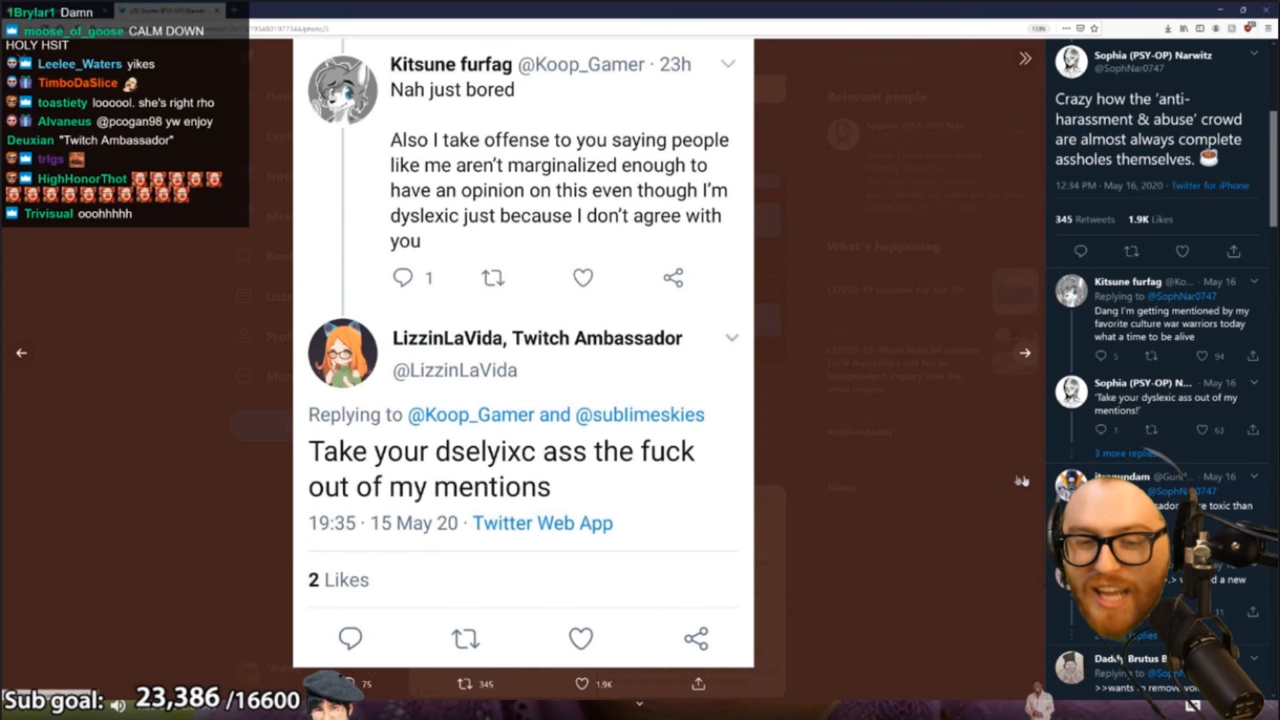 1Brylar1 Damn
moose_of_goose CALM DOWN
HOLY HSIT
Leelee_Waters yikes
TimboDaSlice
toastiety loooool. she's right rho
Alvaneus @pcogan98 yw enjoy
Deuxian "Twitch Ambassador"
trlgs
HighHonorThot
Trivisual ooohhhhh
Kitsune furfag @Koop_Gamer · 23h
Nah just bored
Also I take offense to you saying people
like me aren't marginalized enough to
have an opinion on this even though I'm
dyslexic just because I don't agree with
you
1
LizzinLaVida, Twitch Ambassador
@LizzinLaVida
Replying to @Koop_Gamer and @sublimeskies
Take your dselyixc ass the fuck
out of my mentions
19:35 · 15 May 20 · Twitter Web App
2 Likes
75
345
1.9K
Relevant people
What's happening
Sophia (PSY-OP) Narwitz
@SophNar0747
Crazy how the 'anti-
harassment & abuse' crowd
are almost always complete
assholes themselves.
12:34 PM · May 16, 2020 · Twitter for iPhone
345 Retweets 1.9K Likes
Kitsune furfag @Ko... · May 16
Replying to @SophNar0747
Dang I'm getting mentioned by my
favorite culture war warriors today
what a time to be alive
5
94
Sophia (PSY-OP) N... · May 16
'Take your dyslexic ass out of my
mentions!'
1
63
3 more replies
May 16
@SophNar0747
toxic than
a new
11
replies
Daddy Brutus B
Replying to
>>wants to remove
Sub goal: 23,386 /16600